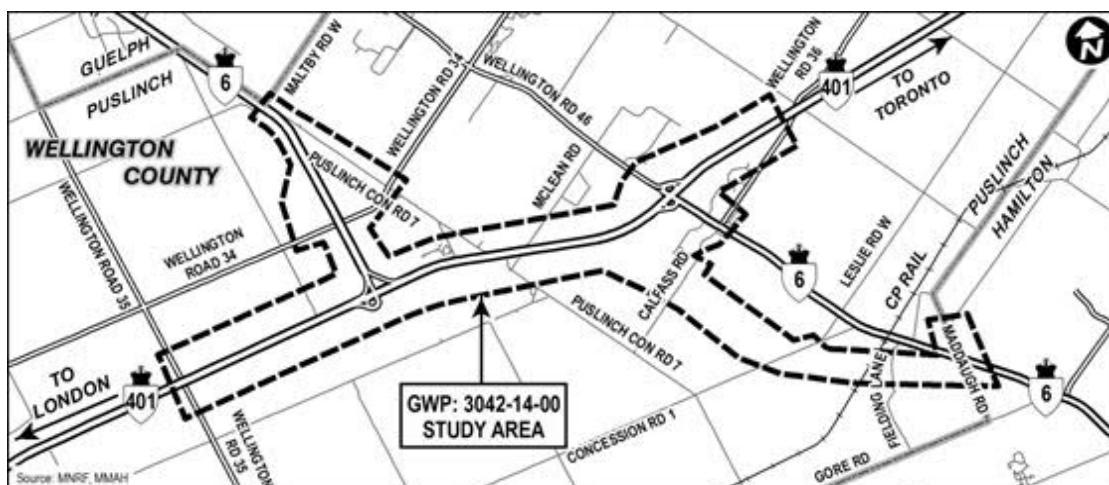 GUELPH
PUSLINCH
6
MALTBY RD W
WELLINGTON RD 34
WELLINGTON RD 46
WELLINGTON
RD 36
401
TO
TORONTO
N
WELLINGTON
COUNTY
PUSLINCH CON RD 7
MCLEAN RD
PUSLINCH
HAMILTON
WELLINGTON ROAD 35
WELLINGTON
ROAD 34
CALFASS RD
6
LESLIE RD W
CP RAIL
PUSLINCH CON RD 7
FIELDING LANE
MADDAUGH RD
6
TO
LONDON
401
GWP: 3042-14-00
STUDY AREA
WELLINGTON
RD 35
CONCESSION RD 1
GORE RD
Source: MNRF, MMAH